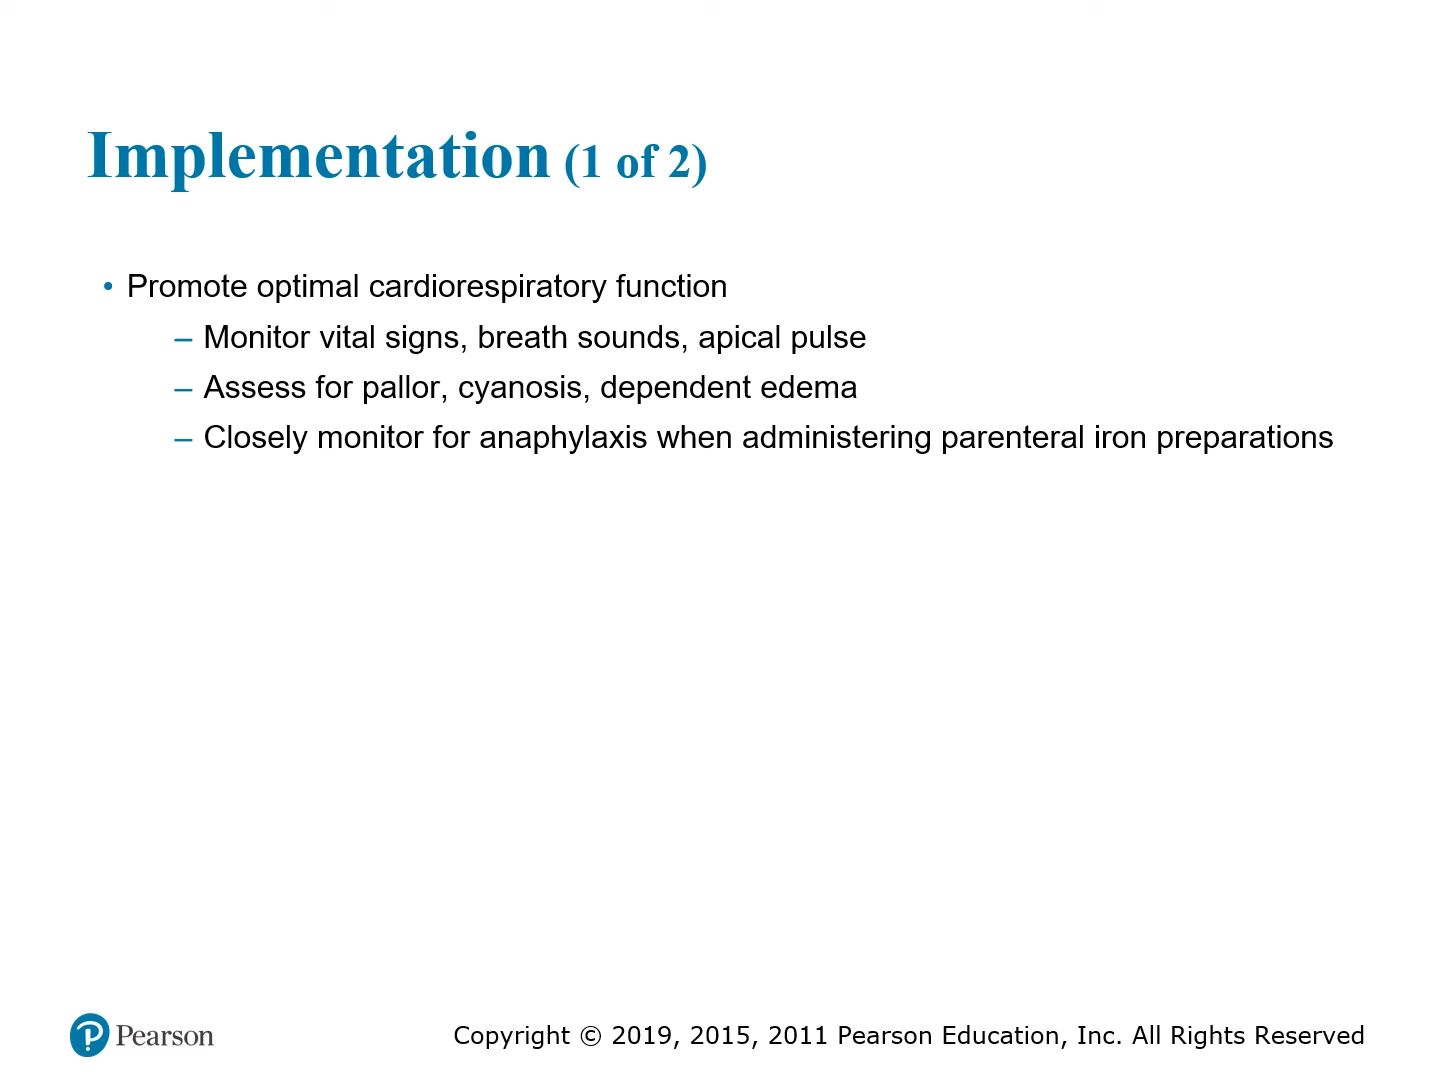 Implementation (1 of 2)
• Promote optimal cardiorespiratory function
– Monitor vital signs, breath sounds, apical pulse
– Assess for pallor, cyanosis, dependent edema
– Closely monitor for anaphylaxis when administering parenteral iron preparations
Pearson
Copyright © 2019, 2015, 2011 Pearson Education, Inc. All Rights Reserved